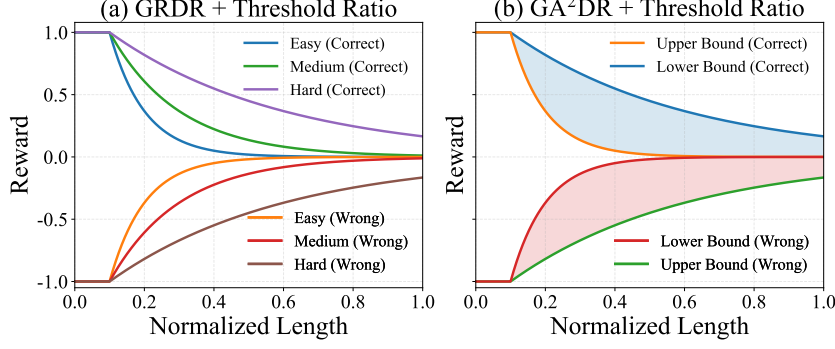 (a) GRDR + Threshold Ratio
1.0
0.5
0.0
-0.5
-1.0
Reward
Easy (Correct)
Medium (Correct)
Hard (Correct)
Easy (Wrong)
Medium (Wrong)
Hard (Wrong)
0.0 0.2 0.4 0.6 0.8 1.0
Normalized Length
(b) GA²DR + Threshold Ratio
Reward
Upper Bound (Correct)
Lower Bound (Correct)
Lower Bound (Wrong)
Upper Bound (Wrong)
0.0 0.2 0.4 0.6 0.8 1.0
Normalized Length